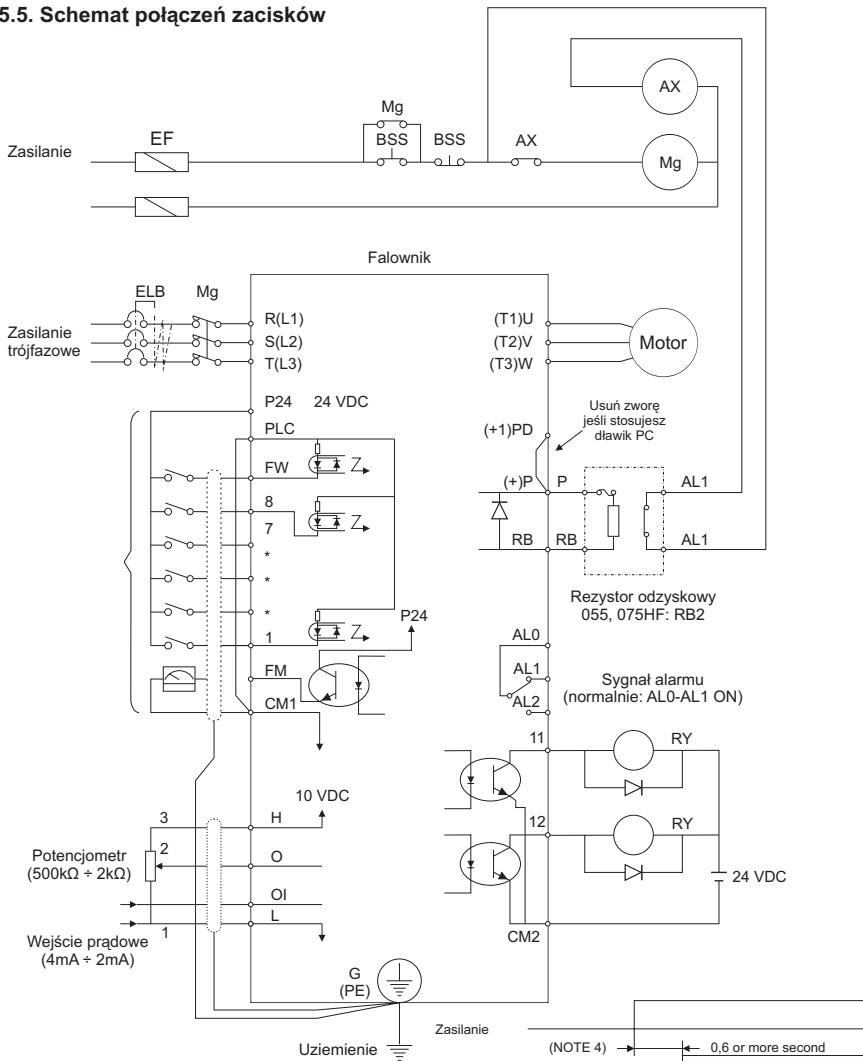 5.5. Schemat połączeń zacisków
AX
Mg
EF
BSS
BSS
AX
Mg
Zasilanie
Falownik
ELB
Mg
Zasilanie
trójfazowe
R(L1)
S(L2)
T(L3)
(T1)U
(T2)V
(T3)W
Motor
P24
24 VDC
PLC
FW
8
7
*
*
*
1
FM
CM1
P24
(+1)PD
Usuń zworę
jeśli stosujesz
dławik PC
(+)P
P
AL1
RB
RB
AL1
Rezystor odzyskowy
055, 075HF: RB2
AL0
AL1
AL2
Sygnał alarmu
(normalnie: AL0-AL1 ON)
11
RY
12
RY
24 VDC
CM2
10 VDC
3
H
2
O
Potencjometr
(500kΩ ÷ 2kΩ)
OI
L
1
Wejście prądowe
(4mA ÷ 2mA)
G
(PE)
Uziemienie
Zasilanie
(NOTE 4)
0,6 or more second